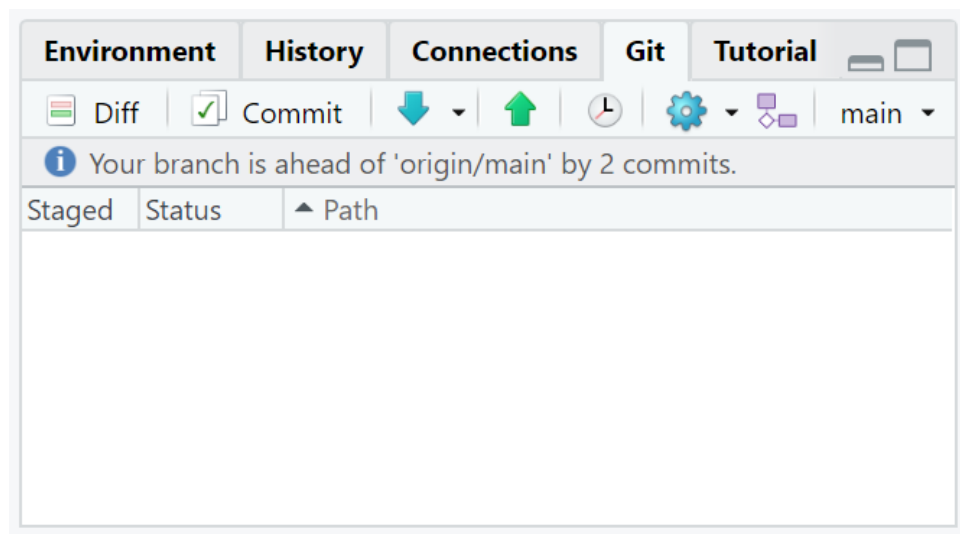 Environment History Connections Git Tutorial
Diff Commit main
Your branch is ahead of 'origin/main' by 2 commits.
Staged Status Path